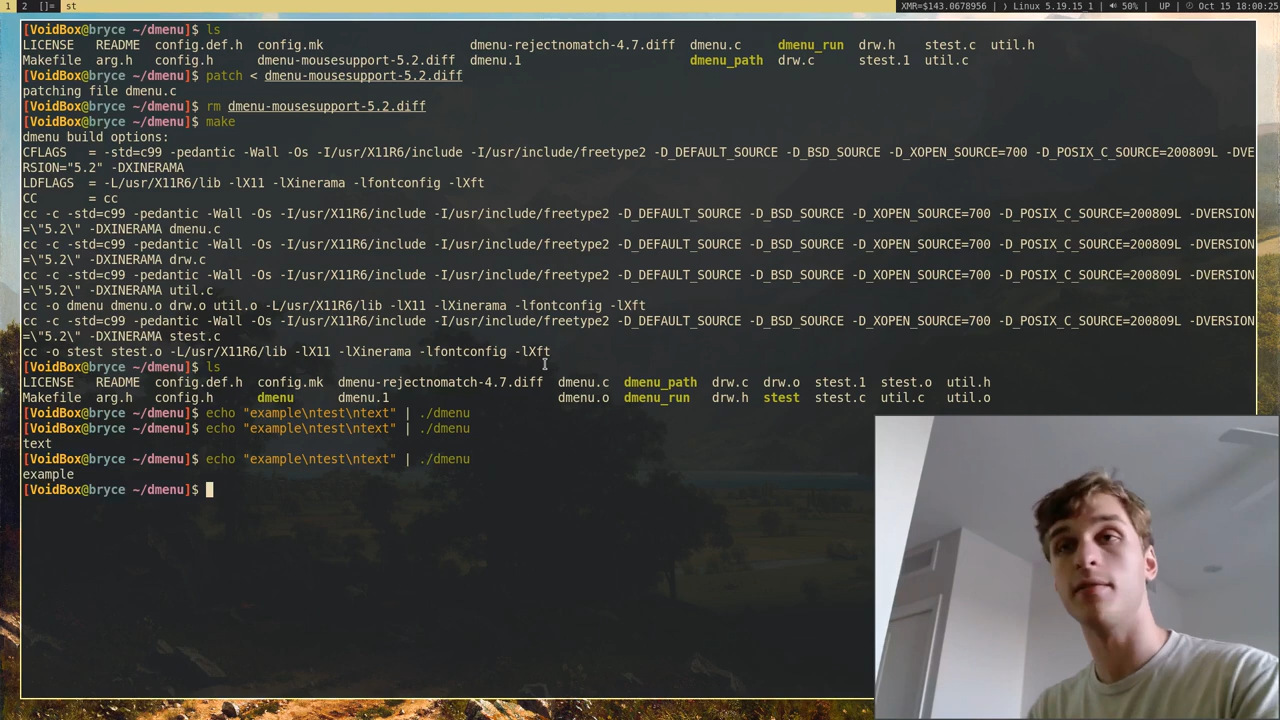 1 2 []= st XMR=$143.0678956 | Linux 5.19.15_1 | 50% | UP | Oct 15 18:00:25
[VoidBox@bryce ~/dmenu]$ ls
LICENSE README config.def.h config.mk dmenu-rejectnomatch-4.7.diff dmenu.c dmenu_run drw.h stest.c util.h
Makefile arg.h config.h dmenu-mousesupport-5.2.diff dmenu.1 dmenu_path drw.c stest.1 util.c
[VoidBox@bryce ~/dmenu]$ patch < dmenu-mousesupport-5.2.diff
patching file dmenu.c
[VoidBox@bryce ~/dmenu]$ rm dmenu-mousesupport-5.2.diff
[VoidBox@bryce ~/dmenu]$ make
dmenu build options:
CFLAGS = -std=c99 -pedantic -Wall -Os -I/usr/X11R6/include -I/usr/include/freetype2 -D_DEFAULT_SOURCE -D_BSD_SOURCE -D_XOPEN_SOURCE=700 -D_POSIX_C_SOURCE=200809L -DVE
RSION="5.2" -DXINERAMA
LDFLAGS = -L/usr/X11R6/lib -lX11 -lXinerama -lfontconfig -lXft
CC = cc
cc -c -std=c99 -pedantic -Wall -Os -I/usr/X11R6/include -I/usr/include/freetype2 -D_DEFAULT_SOURCE -D_BSD_SOURCE -D_XOPEN_SOURCE=700 -D_POSIX_C_SOURCE=200809L -DVERSION
=\"5.2\" -DXINERAMA dmenu.c
cc -c -std=c99 -pedantic -Wall -Os -I/usr/X11R6/include -I/usr/include/freetype2 -D_DEFAULT_SOURCE -D_BSD_SOURCE -D_XOPEN_SOURCE=700 -D_POSIX_C_SOURCE=200809L -DVERSION
=\"5.2\" -DXINERAMA drw.c
cc -c -std=c99 -pedantic -Wall -Os -I/usr/X11R6/include -I/usr/include/freetype2 -D_DEFAULT_SOURCE -D_BSD_SOURCE -D_XOPEN_SOURCE=700 -D_POSIX_C_SOURCE=200809L -DVERSION
=\"5.2\" -DXINERAMA util.c
cc -o dmenu dmenu.o drw.o util.o -L/usr/X11R6/lib -lX11 -lXinerama -lfontconfig -lXft
cc -c -std=c99 -pedantic -Wall -Os -I/usr/X11R6/include -I/usr/include/freetype2 -D_DEFAULT_SOURCE -D_BSD_SOURCE -D_XOPEN_SOURCE=700 -D_POSIX_C_SOURCE=200809L -DVERSION
=\"5.2\" -DXINERAMA stest.c
cc -o stest stest.o -L/usr/X11R6/lib -lX11 -lXinerama -lfontconfig -lXft
[VoidBox@bryce ~/dmenu]$ ls
LICENSE README config.def.h config.mk dmenu-rejectnomatch-4.7.diff dmenu.c dmenu_path drw.c drw.o stest.1 stest.o util.h
Makefile arg.h config.h dmenu dmenu.1 dmenu.o dmenu_run drw.h stest stest.c util.c util.o
[VoidBox@bryce ~/dmenu]$ echo "example\ntest\ntext" | ./dmenu
[VoidBox@bryce ~/dmenu]$ echo "example\ntest\ntext" | ./dmenu
text
[VoidBox@bryce ~/dmenu]$ echo "example\ntest\ntext" | ./dmenu
example
[VoidBox@bryce ~/dmenu]$